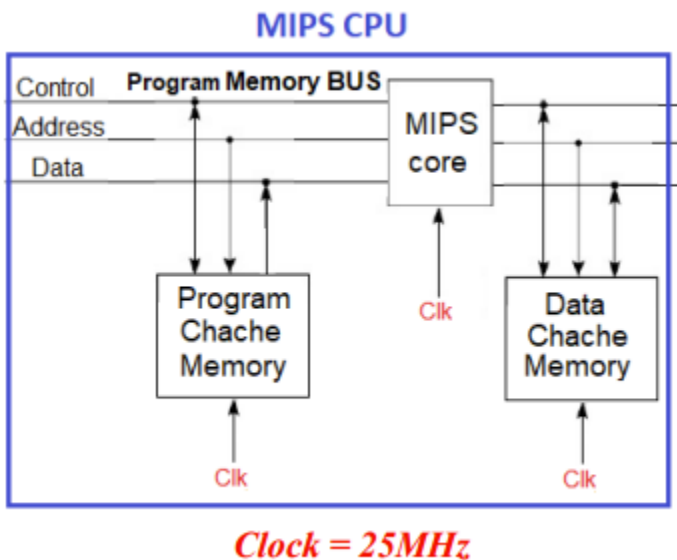 MIPS CPU
Control
Program Memory BUS
Address
Data
MIPS
core
Program
Chache
Memory
Clk
Data
Chache
Memory
Clk
Clk
Clock = 25MHz